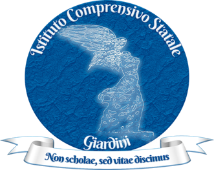 Istituto Comprensivo Statale
Giardini
Non scholae, sed vitae discimus